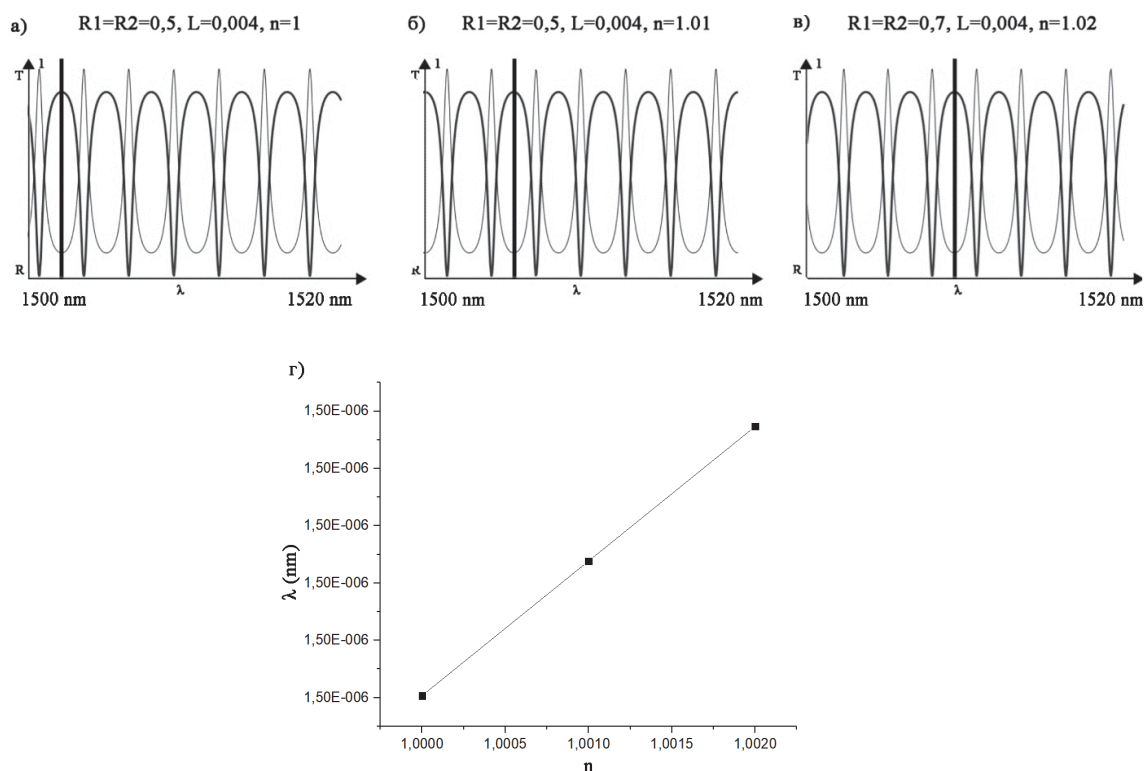 а)
R1=R2=0,5, L=0,004, n=1
T
1
R
1500 nm
λ
1520 nm
б)
R1=R2=0,5, L=0,004, n=1.01
T
1
R
1500 nm
λ
1520 nm
в)
R1=R2=0,7, L=0,004, n=1.02
T
1
R
1500 nm
λ
1520 nm
г)
λ (nm)
1,50E-006
1,50E-006
1,50E-006
1,50E-006
1,50E-006
1,50E-006
1,0000
1,0005
1,0010
1,0015
1,0020
n